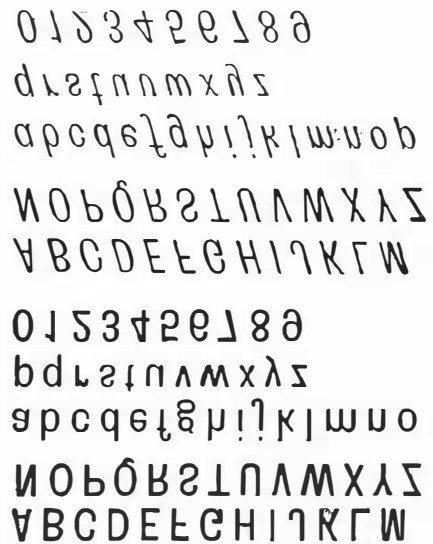 ABCDEFGHIJKLM
NOPQRSTUVWXYZ
abcdefghijklmno
pqrstuvwxyz
0123456789
ABCDEFGHIJKLM
NOPQRSTUVWXYZ
abcdefghijklmnop
qrstuvwxyz
0123456789